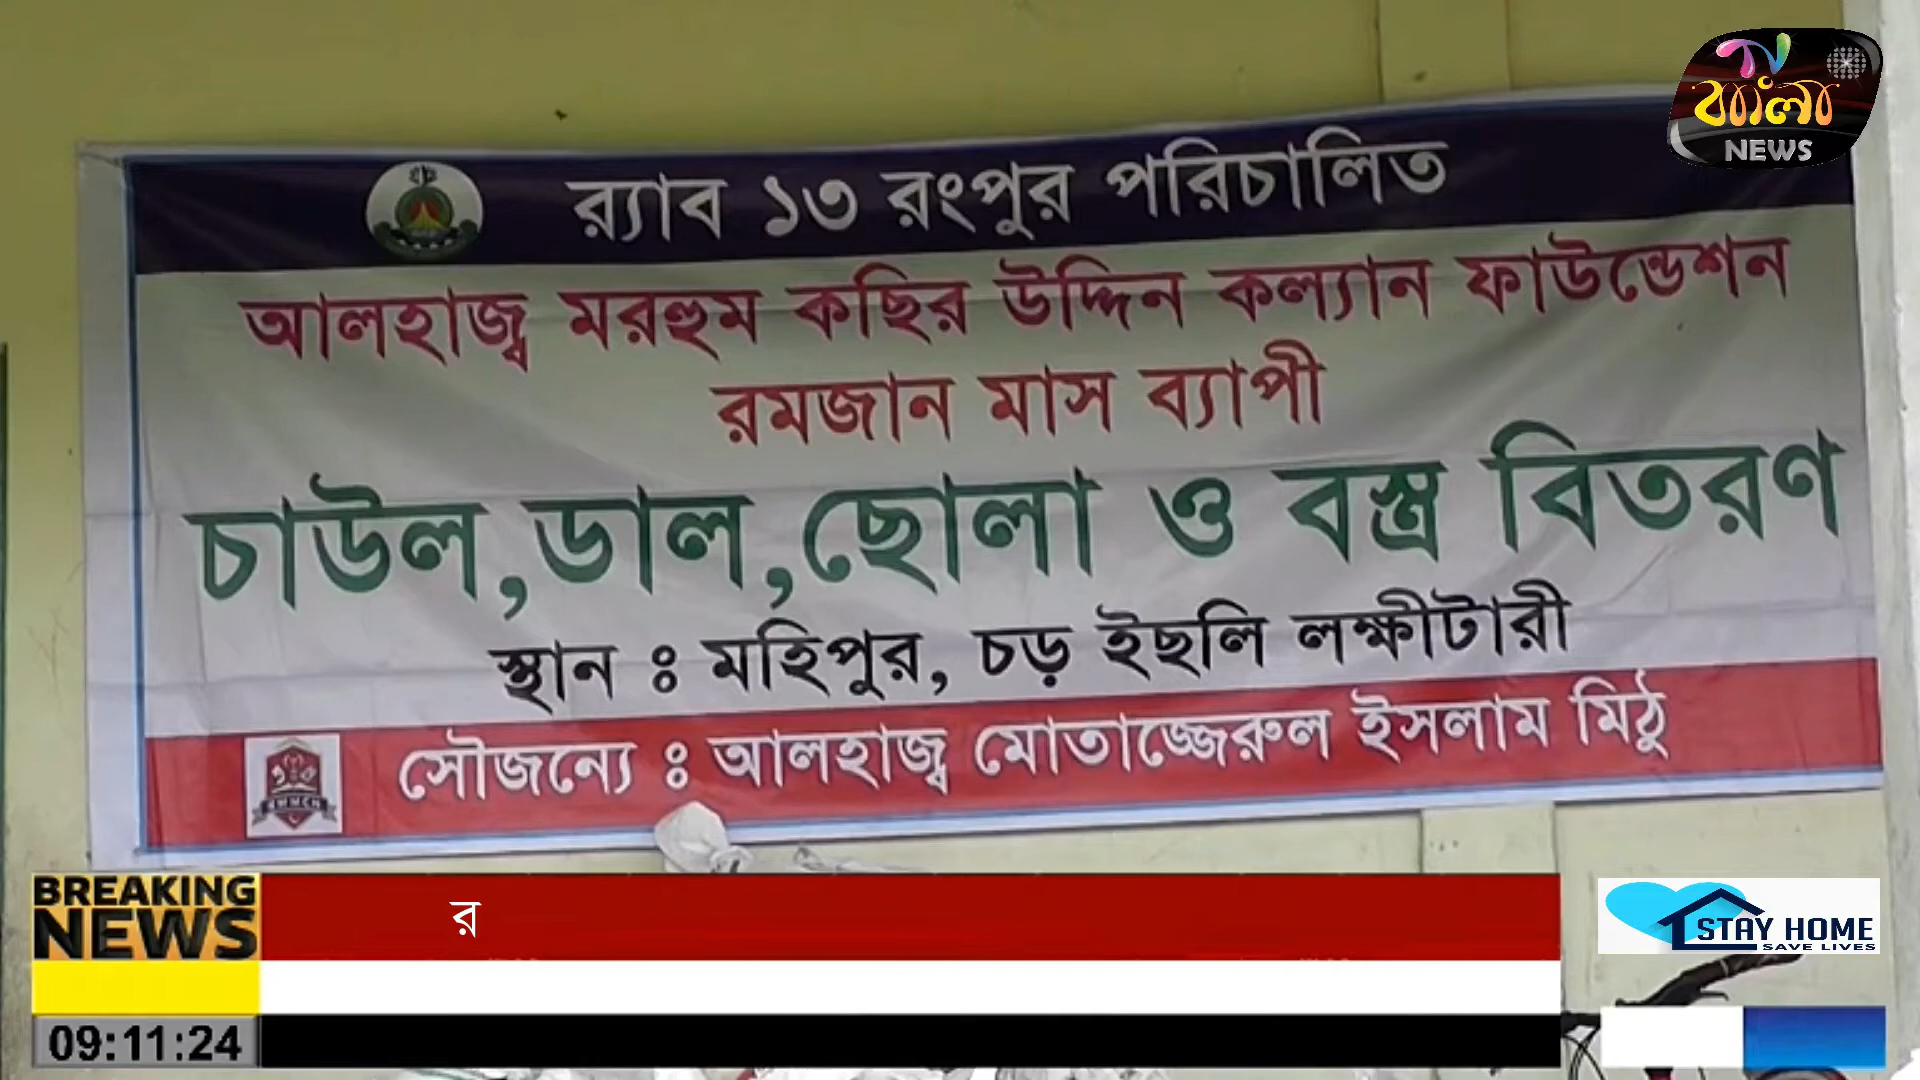 TV
বাংলা
NEWS
র‍্যাব ১৩ রংপুর পরিচালিত
আলহাজ্ব মরহুম কছির উদ্দিন কল্যান ফাউন্ডেশন
রমজান মাস ব্যাপী
চাউল,ডাল,ছোলা ও বস্ত্র বিতরণ
স্থান ঃ মহিপুর, চড় ইছলি লক্ষীটারী
সৌজন্যে ঃ আলহাজ্ব মোতাজ্জেরুল ইসলাম মিঠু
BREAKING
NEWS
র
STAY HOME
SAVE LIVES
09:11:24